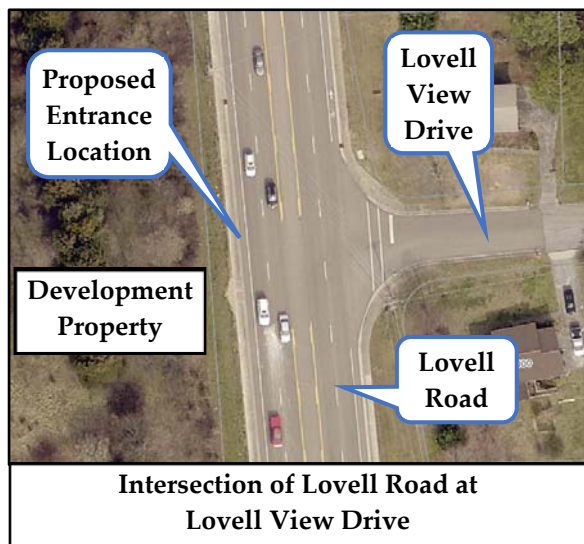 Proposed
Entrance
Location
Lovell
View
Drive
Development
Property
Lovell
Road
Intersection of Lovell Road at
Lovell View Drive